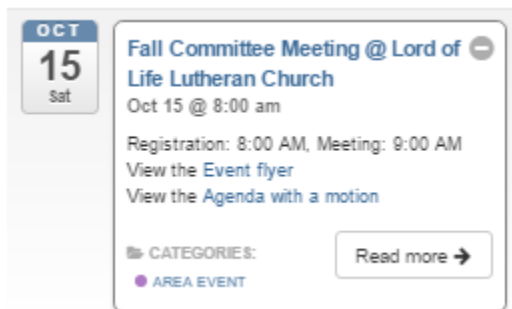 OCT
15
Sat
Fall Committee Meeting @ Lord of
Life Lutheran Church
Oct 15 @ 8:00 am
Registration: 8:00 AM, Meeting: 9:00 AM
View the Event flyer
View the Agenda with a motion
CATEGORIES:
AREA EVENT
Read more →